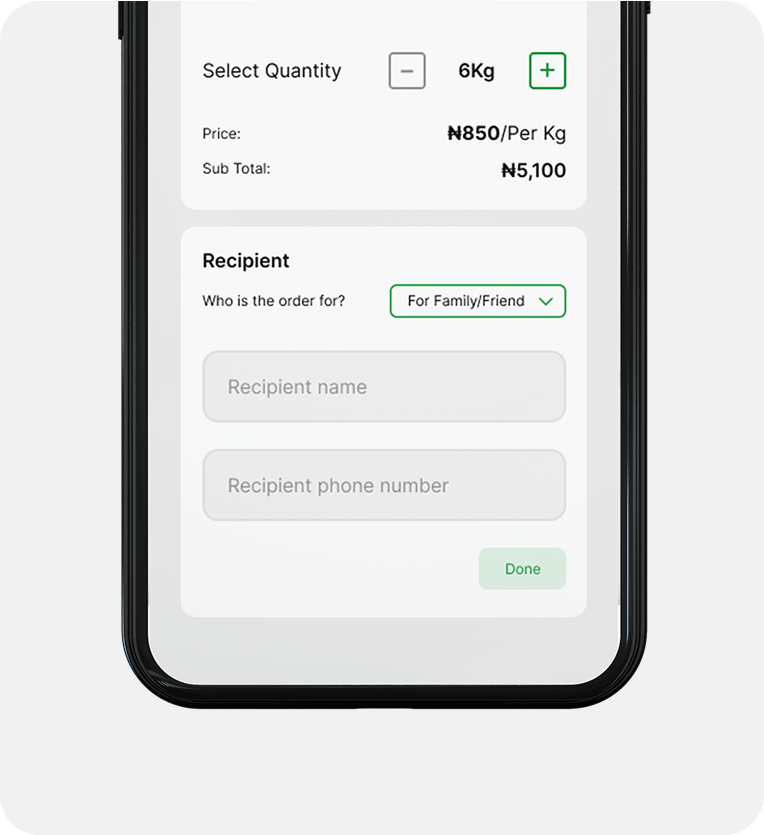 Select Quantity − 6Kg +
Price: ₦850/Per Kg
Sub Total: ₦5,100
Recipient
Who is the order for? For Family/Friend
Recipient name
Recipient phone number
Done